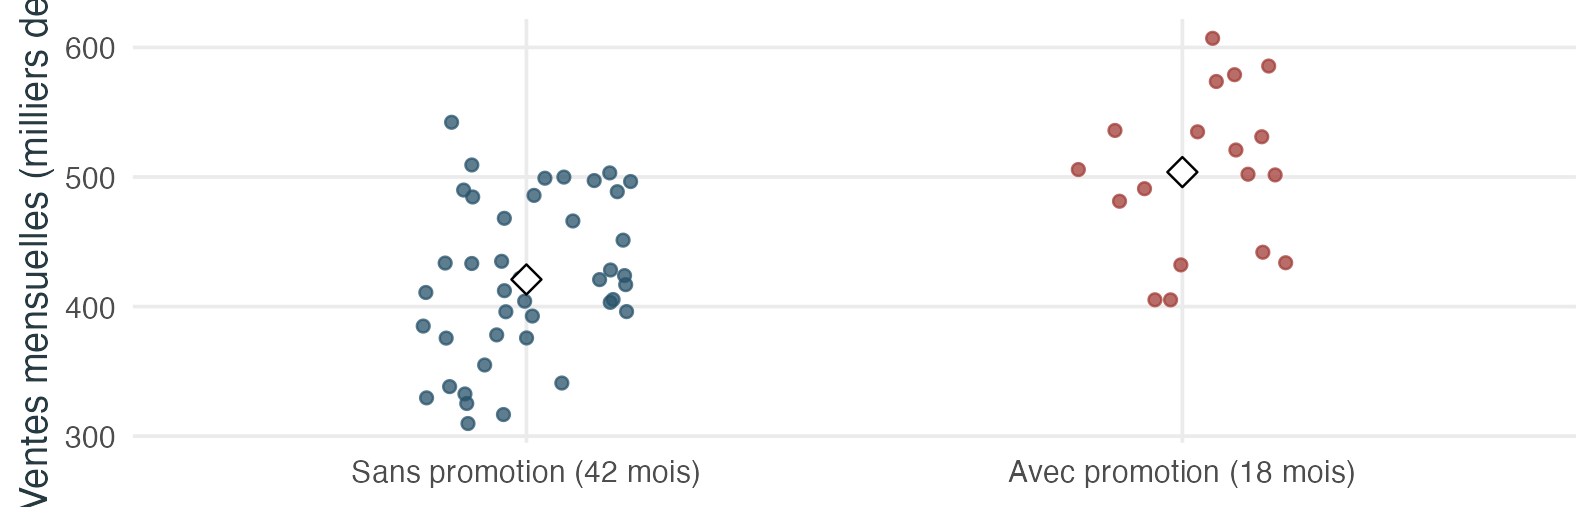 Ventes mensuelles (milliers de
600
500
400
300
Sans promotion (42 mois)
Avec promotion (18 mois)